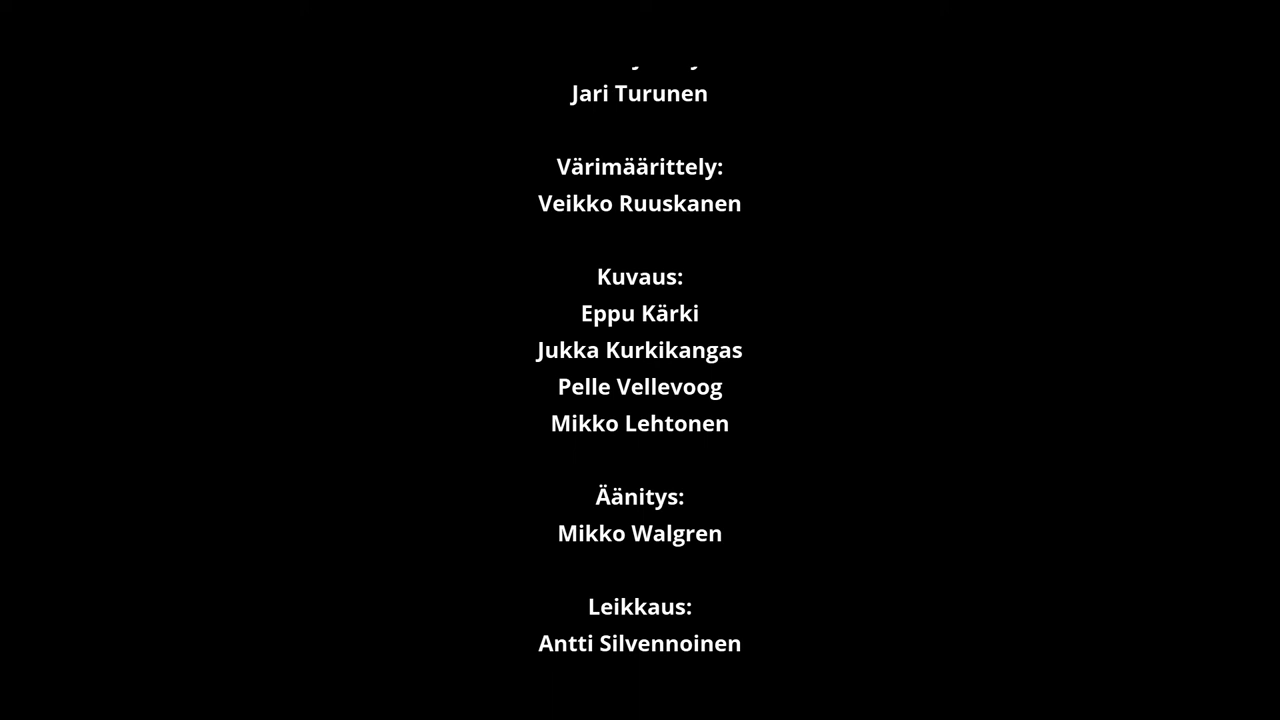 Jari Turunen
Värimäärittely:
Veikko Ruuskanen
Kuvaus:
Eppu Kärki
Jukka Kurkikangas
Pelle Vellevoog
Mikko Lehtonen
Äänitys:
Mikko Walgren
Leikkaus:
Antti Silvennoinen